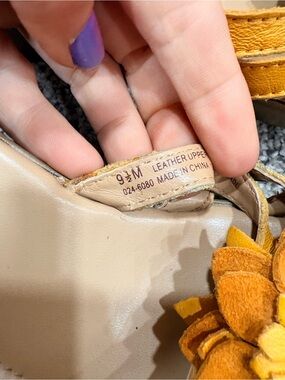 9½M LEATHER UPPER
024-6080 MADE IN CHINA